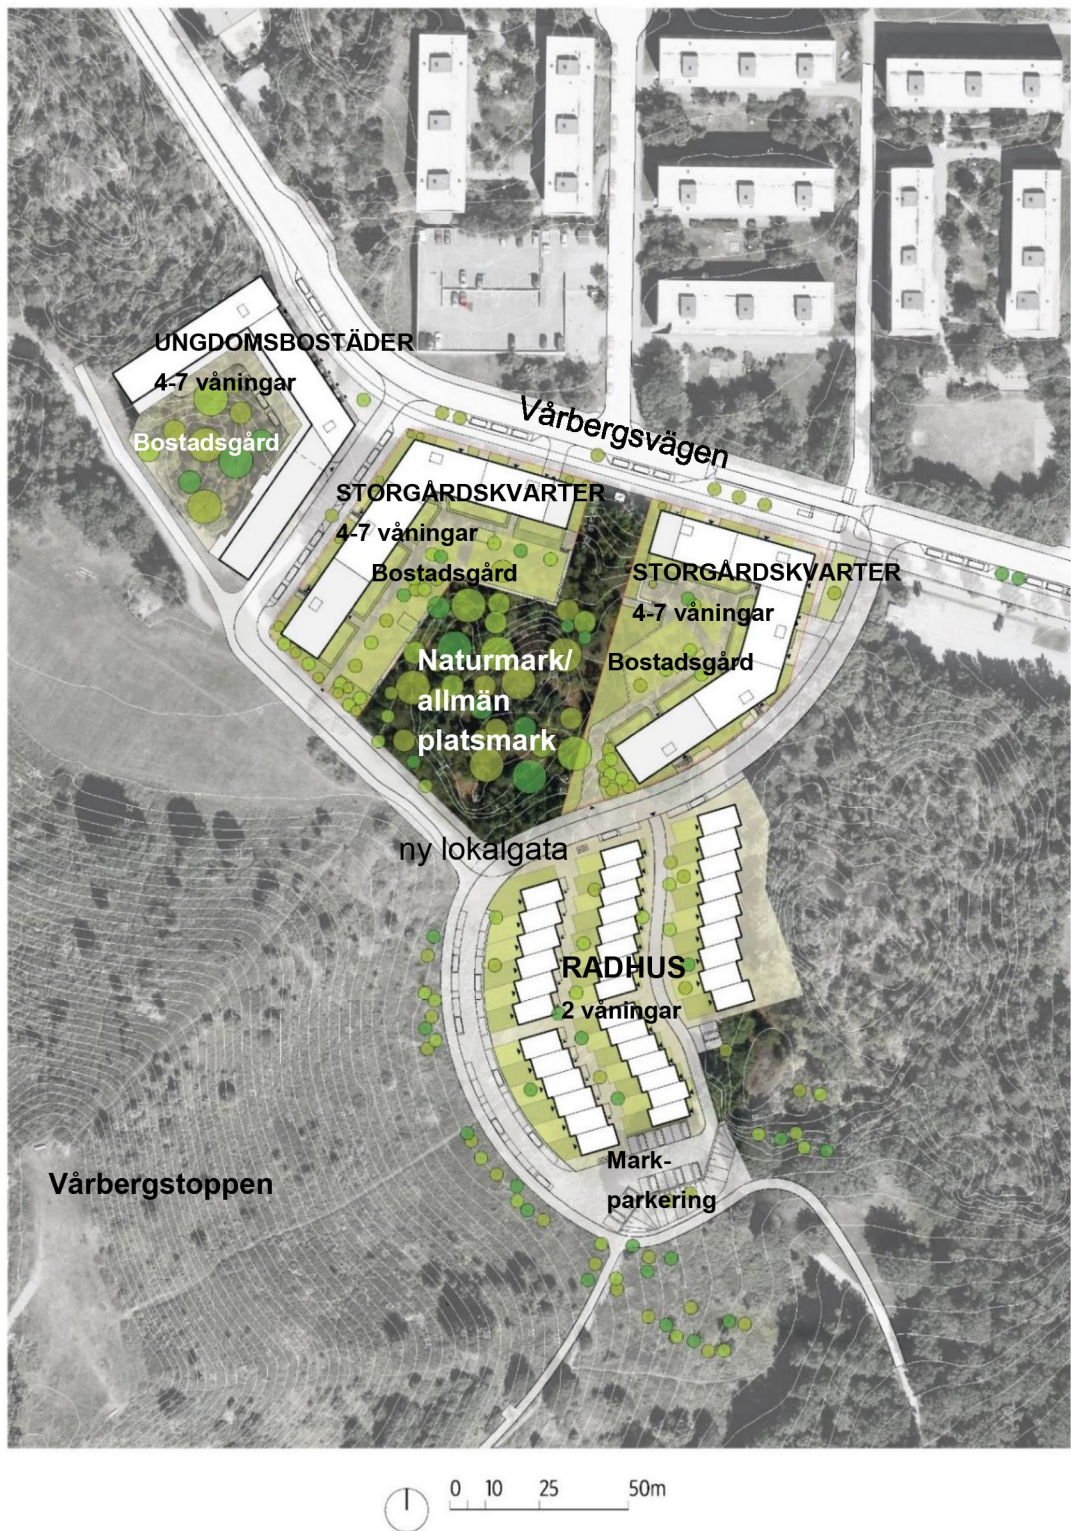 UNGDOMSBOSTÄDER
4-7 våningar
Bostadsgård
Vårbergsvägen
STORGÅRDSKVARTER
4-7 våningar
Bostadsgård
STORGÅRDSKVARTER
4-7 våningar
Bostadsgård
Naturmark/
allmän
platsmark
ny lokalgata
RADHUS
2 våningar
Mark-
parkering
Vårbergstoppen
0 10 25 50m